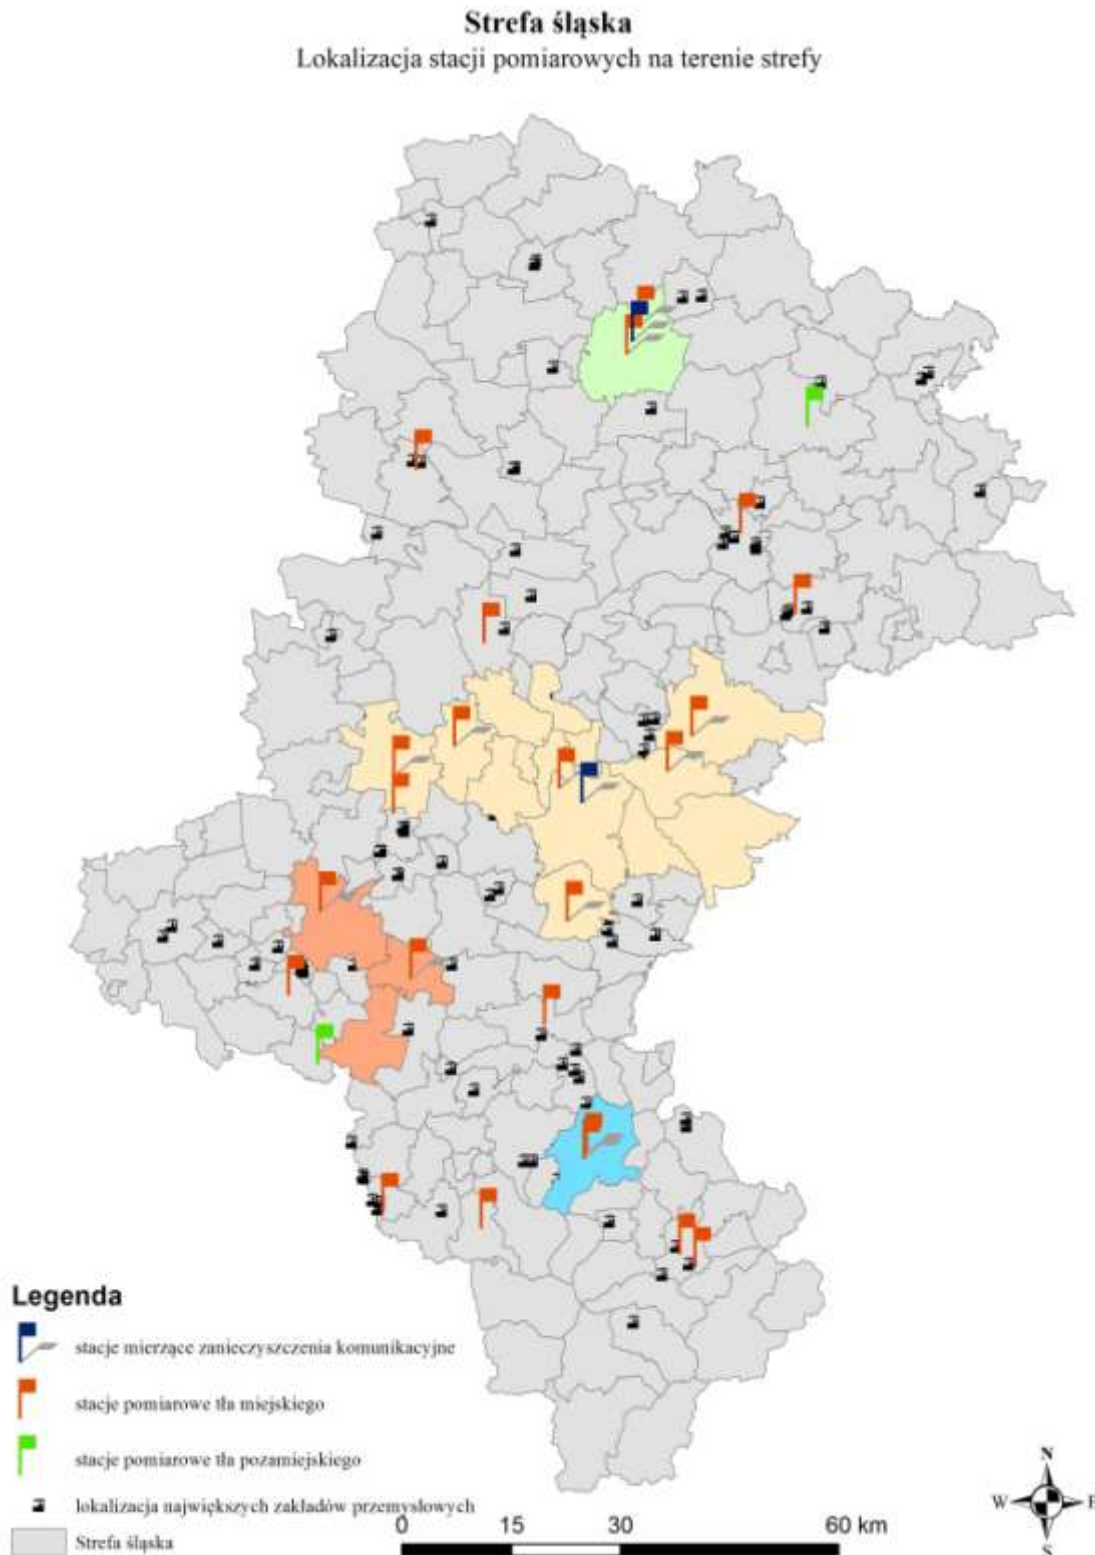 Strefa śląska
Lokalizacja stacji pomiarowych na terenie strefy
Legenda
stacje mierzące zanieczyszczenia komunikacyjne
stacje pomiarowe tła miejskiego
stacje pomiarowe tła pozamiejskiego
lokalizacja największych zakładów przemysłowych
Strefa śląska
0 15 30 60 km
N
W E
S